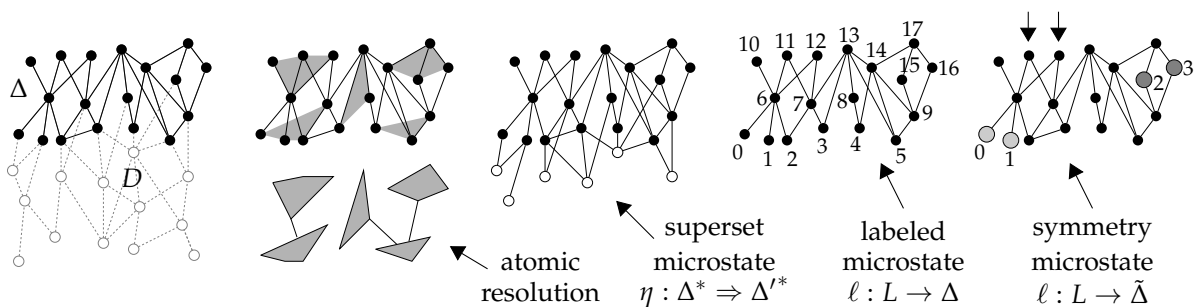 Δ
D
atomic
resolution
superset
microstate
η : Δ* ⇒ Δ′*
10 11 12 13 14 17
15 16
6 7 8 9
0 1 2 3 4 5
labeled
microstate
ℓ : L → Δ
2 3
0 1
symmetry
microstate
ℓ : L → Δ̃